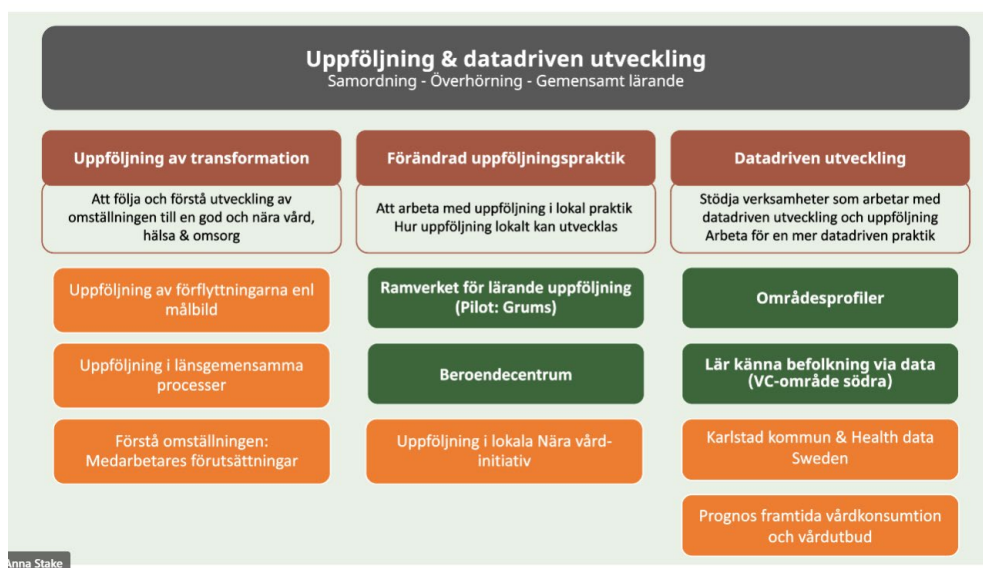 Uppföljning & datadriven utveckling
Samordning - Överhörning - Gemensamt lärande
Uppföljning av transformation
Att följa och förstå utveckling av
omställningen till en god och nära vård,
hälsa & omsorg
Uppföljning av förflyttningarna enl
målbild
Uppföljning i länsgemensamma
processer
Förstå omställningen:
Medarbetares förutsättningar
Förändrad uppföljningspraktik
Att arbeta med uppföljning i lokal praktik
Hur uppföljning lokalt kan utvecklas
Ramverket för lärande uppföljning
(Pilot: Grums)
Beroendecentrum
Uppföljning i lokala Nära vård-
initiativ
Datadriven utveckling
Stödja verksamheter som arbetar med
datadriven utveckling och uppföljning
Arbeta för en mer datadriven praktik
Områdesprofiler
Lär känna befolkning via data
(VC-område södra)
Karlstad kommun & Health data
Sweden
Prognos framtida vårdkonsumtion
och vårdutbud
Anna Stake